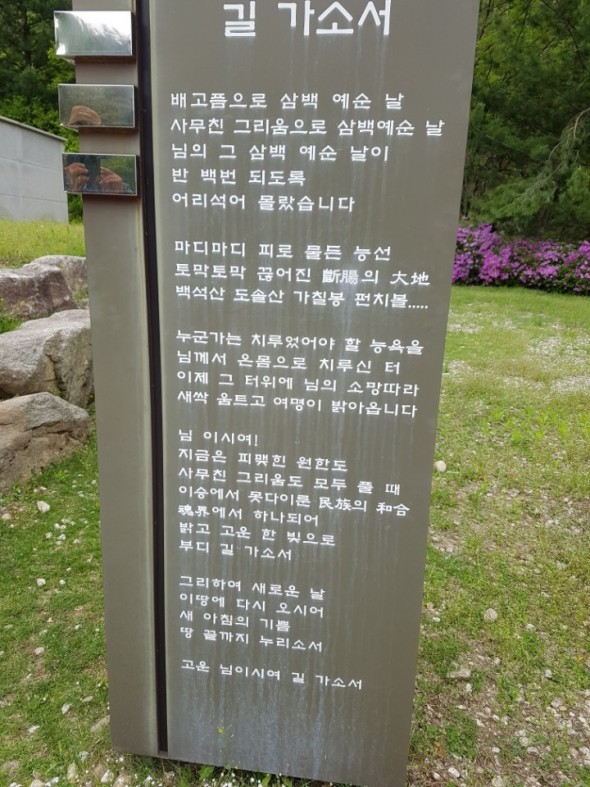 길 가소서
배고픔으로 삼백 예순 날
사무친 그리움으로 삼백예순 날
님의 그 삼백 예순 날이
반 백번 되도록
어리석어 몰랐습니다
마디마디 피로 물든 능선
토막토막 끊어진 斷腸의 大地
백석산 도솔산 가칠봉 펀치볼.....
누군가는 치루었어야 할 능욕을
님께서 온몸으로 치루신 터
이제 그 터위에 님의 소망따라
새싹 움트고 여명이 밝아옵니다
님 이시여!
지금은 피맺힌 원한도
사무친 그리움도 모두 풀 때
이승에서 못다이룬 民族의 和合
魂界에서 하나되어
밝고 고운 한 빛으로
부디 길 가소서
그리하여 새로운 날
이땅에 다시 오시어
새 아침의 기쁨
땅 끝까지 누리소서
고운 님이시여 길 가소서